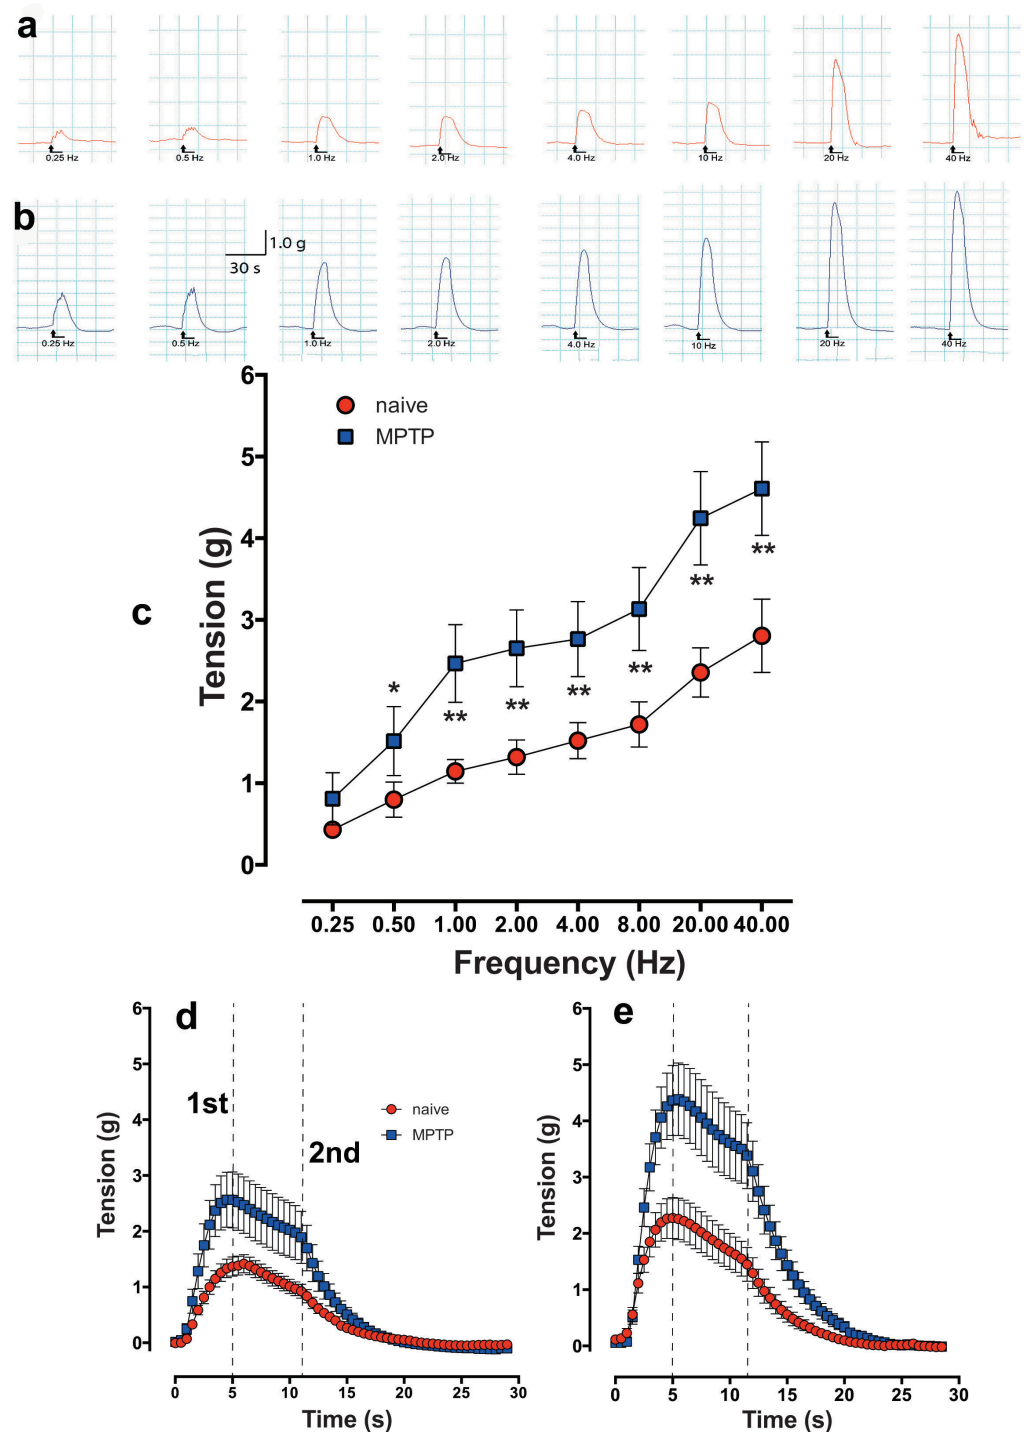 a
0.25 Hz
0.5 Hz
1.0 Hz
2.0 Hz
4.0 Hz
10 Hz
20 Hz
40 Hz
b
1.0 g
30 s
0.25 Hz
0.5 Hz
1.0 Hz
2.0 Hz
4.0 Hz
10 Hz
20 Hz
40 Hz
c
naive
MPTP
Tension (g)
6
5
4
3
2
1
0
*
**
**
**
**
**
**
0.25 0.50 1.00 2.00 4.00 8.00 20.00 40.00
Frequency (Hz)
d
1st
2nd
naive
MPTP
Tension (g)
6
5
4
3
2
1
0
0 5 10 15 20 25 30
Time (s)
e
Tension (g)
6
5
4
3
2
1
0
0 5 10 15 20 25 30
Time (s)